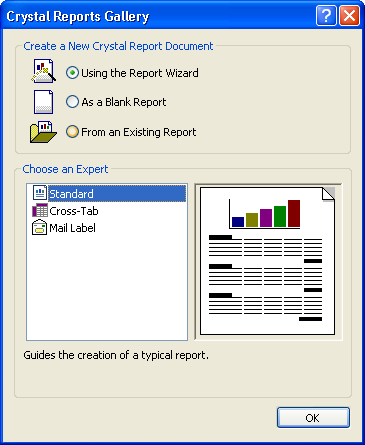 Crystal Reports Gallery
Create a New Crystal Report Document
Using the Report Wizard
As a Blank Report
From an Existing Report
Choose an Expert
Standard
Cross-Tab
Mail Label
Guides the creation of a typical report.
OK